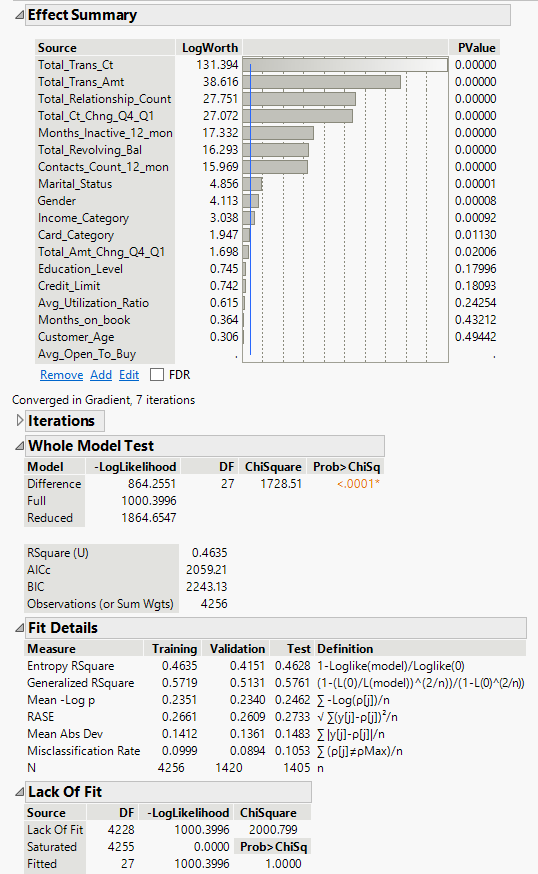 Effect Summary
Source LogWorth PValue
Total_Trans_Ct 131.394 0.00000
Total_Trans_Amt 38.616 0.00000
Total_Relationship_Count 27.751 0.00000
Total_Ct_Chng_Q4_Q1 27.072 0.00000
Months_Inactive_12_mon 17.332 0.00000
Total_Revolving_Bal 16.293 0.00000
Contacts_Count_12_mon 15.969 0.00000
Marital_Status 4.856 0.00001
Gender 4.113 0.00008
Income_Category 3.038 0.00092
Card_Category 1.947 0.01130
Total_Amt_Chng_Q4_Q1 1.698 0.02006
Education_Level 0.745 0.17996
Credit_Limit 0.742 0.18093
Avg_Utilization_Ratio 0.615 0.24254
Months_on_book 0.364 0.43212
Customer_Age 0.306 0.49442
Avg_Open_To_Buy . .
Remove Add Edit FDR
Converged in Gradient, 7 iterations
Iterations
Whole Model Test
Model -LogLikelihood DF ChiSquare Prob>ChiSq
Difference 864.2551 27 1728.51 <.0001*
Full 1000.3996
Reduced 1864.6547
RSquare (U) 0.4635
AICc 2059.21
BIC 2243.13
Observations (or Sum Wgts) 4256
Fit Details
Measure Training Validation Test Definition
Entropy RSquare 0.4635 0.4151 0.4628 1-Loglike(model)/Loglike(0)
Generalized RSquare 0.5719 0.5131 0.5761 (1-(L(0)/L(model))^(2/n))/(1-L(0)^(2/n))
Mean -Log p 0.2351 0.2340 0.2462 ∑ -Log(ρ[j])/n
RASE 0.2661 0.2609 0.2733 √ ∑(y[j]-ρ[j])²/n
Mean Abs Dev 0.1412 0.1361 0.1483 ∑ |y[j]-ρ[j]|/n
Misclassification Rate 0.0999 0.0894 0.1053 ∑ (ρ[j]≠ρMax)/n
N 4256 1420 1405 n
Lack Of Fit
Source DF -LogLikelihood ChiSquare
Lack Of Fit 4228 1000.3996 2000.799
Saturated 4255 0.0000 Prob>ChiSq
Fitted 27 1000.3996 1.0000